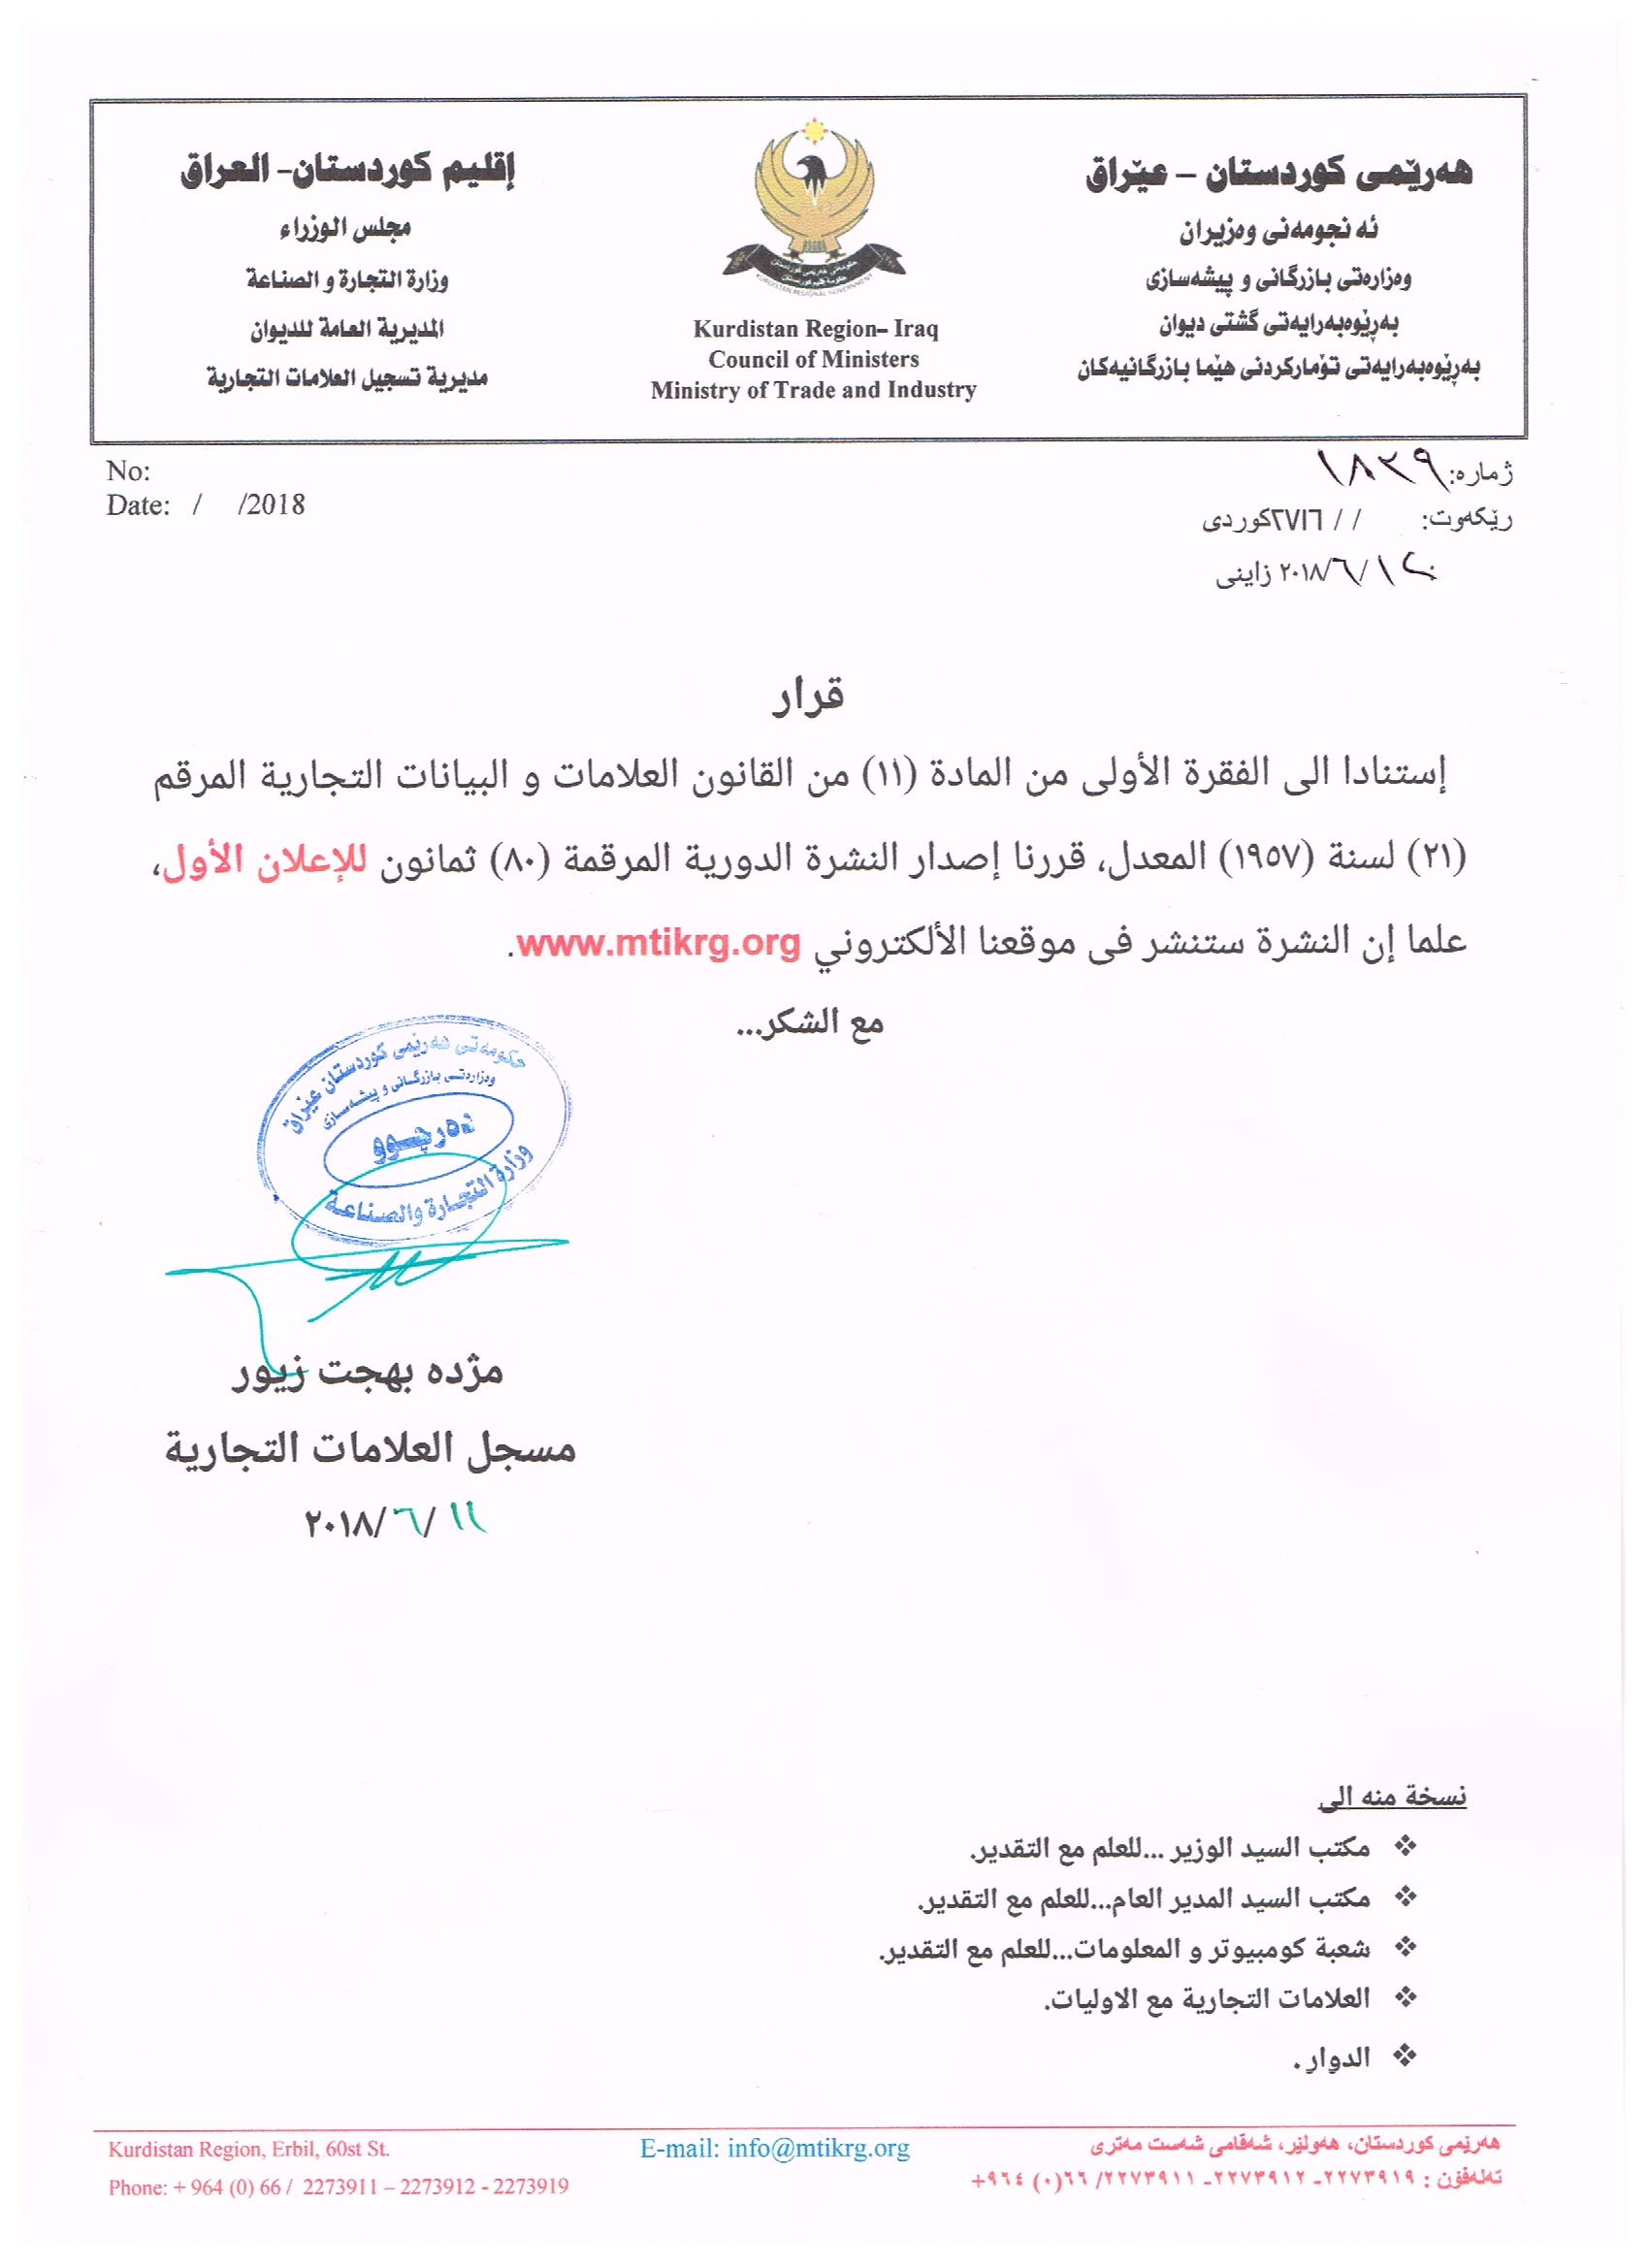 هەرێمی کوردستان – عێراق
ئە نجومەنی وەزیران
وەزارەتی بازرگانی و پیشەسازی
بەڕێوەبەرایەتی گشتی دیوان
بەڕێوەبەرایەتی تۆمارکردنی هێما بازرگانیەکان
Kurdistan Region– Iraq
Council of Ministers
Ministry of Trade and Industry
إقليم كوردستان- العراق
مجلس الوزراء
وزارة التجارة و الصناعة
المديرية العامة للديوان
مديرية تسجيل العلامات التجارية
ژمارە: ١٨٢٩
ڕێکەوت: / / ٢٧١٦کوردی
١٢/٦/٢٠١٨ زاینی
No:
Date: / /2018
قرار
إستنادا الى الفقرة الأولى من المادة (١١) من القانون العلامات و البيانات التجارية المرقم
(٢١) لسنة (١٩٥٧) المعدل، قررنا إصدار النشرة الدورية المرقمة (٨٠) ثمانون للإعلان الأول،
علما إن النشرة ستنشر فى موقعنا الألكتروني www.mtikrg.org.
مع الشكر...
حکومەتی هەرێمی کوردستان عێراق
وەزارەتی بازرگانی و پیشەسازی
دەرچوو
وزارة التجارة والصناعة
مژده بهجت زيور
مسجل العلامات التجارية
١١/٦/٢٠١٨
نسخة منه الى
❖ مكتب السيد الوزير ...للعلم مع التقدير.
❖ مكتب السيد المدير العام...للعلم مع التقدير.
❖ شعبة كومبيوتر و المعلومات...للعلم مع التقدير.
❖ العلامات التجارية مع الاوليات.
❖ الدوار.
هەرێمی کوردستان، هەولێر، شەقامی شەست مەتری
تەلەفۆن : ٢٢٧٣٩١٩- ٢٢٧٣٩١٢- ٢٢٧٣٩١١/ ٦٦(٠) ٩٦٤+
E-mail: info@mtikrg.org
Kurdistan Region, Erbil, 60st St.
Phone: + 964 (0) 66 / 2273911 – 2273912 - 2273919